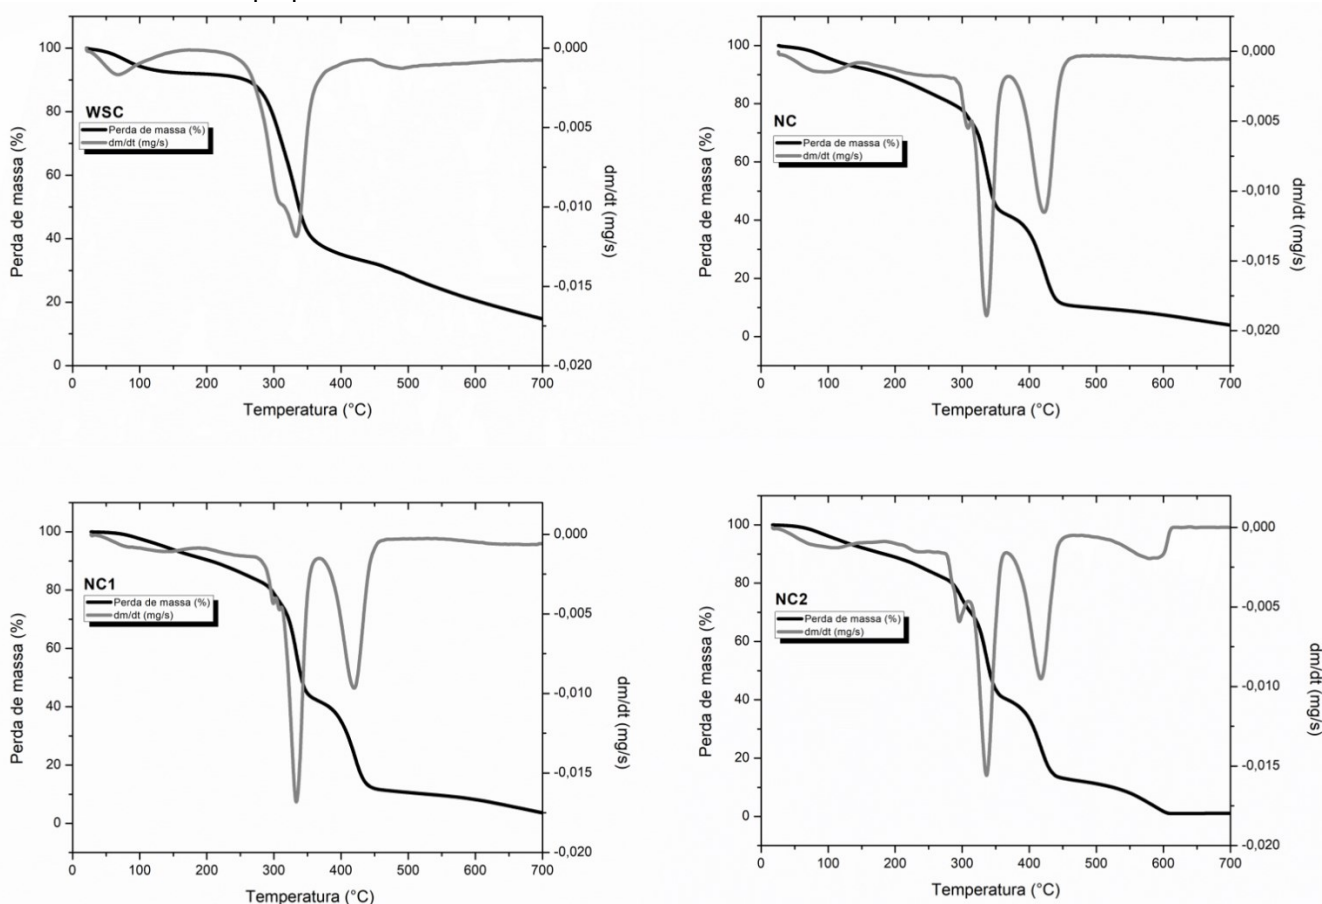 WSC
Perda de massa (%)
dm/dt (mg/s)
Perda de massa (%)
100
80
60
40
20
0
0,000
-0,005
-0,010
-0,015
-0,020
dm/dt (mg/s)
0 100 200 300 400 500 600 700
Temperatura (°C)
NC
Perda de massa (%)
dm/dt (mg/s)
Perda de massa (%)
100
80
60
40
20
0
0,000
-0,005
-0,010
-0,015
-0,020
dm/dt (mg/s)
0 100 200 300 400 500 600 700
Temperatura (°C)
NC1
Perda de massa (%)
dm/dt (mg/s)
Perda de massa (%)
100
80
60
40
20
0
0,000
-0,005
-0,010
-0,015
-0,020
dm/dt (mg/s)
0 100 200 300 400 500 600 700
Temperatura (°C)
NC2
Perda de massa (%)
dm/dt (mg/s)
Perda de massa (%)
100
80
60
40
20
0
0,000
-0,005
-0,010
-0,015
-0,020
dm/dt (mg/s)
0 100 200 300 400 500 600 700
Temperatura (°C)